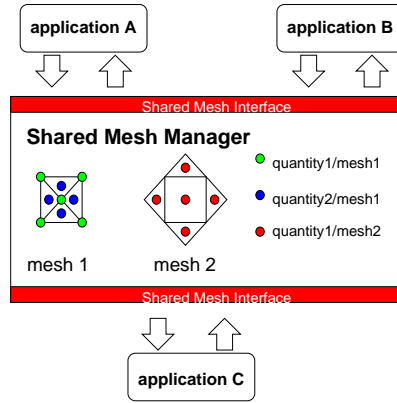 application A
application B
Shared Mesh Interface
Shared Mesh Manager
quantity1/mesh1
quantity2/mesh1
quantity1/mesh2
mesh 1
mesh 2
Shared Mesh Interface
application C